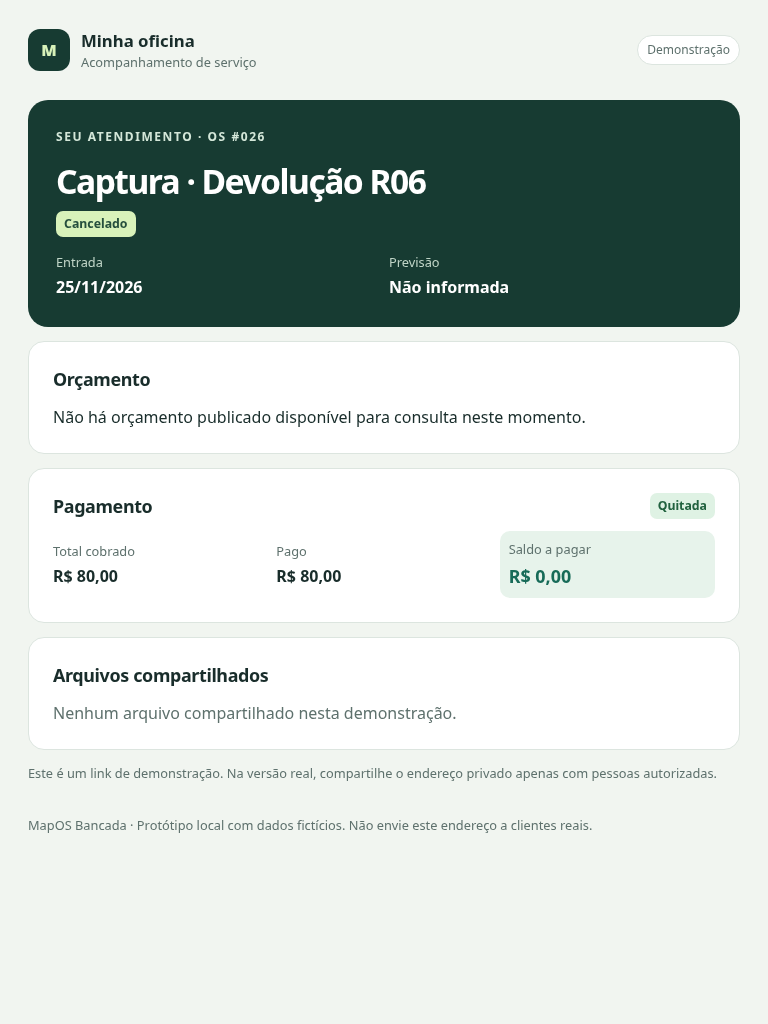 M
Minha oficina
Acompanhamento de serviço
Demonstração
SEU ATENDIMENTO · OS #026
Captura · Devolução R06
Cancelado
Entrada
25/11/2026
Previsão
Não informada
Orçamento
Não há orçamento publicado disponível para consulta neste momento.
Pagamento
Quitada
Total cobrado
R$ 80,00
Pago
R$ 80,00
Saldo a pagar
R$ 0,00
Arquivos compartilhados
Nenhum arquivo compartilhado nesta demonstração.
Este é um link de demonstração. Na versão real, compartilhe o endereço privado apenas com pessoas autorizadas.
MapOS Bancada · Protótipo local com dados fictícios. Não envie este endereço a clientes reais.